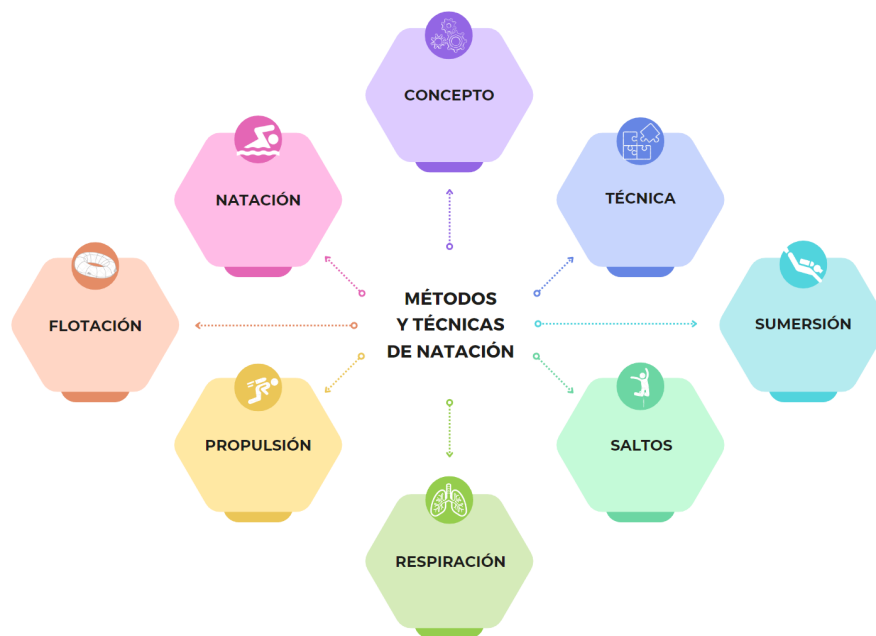 CONCEPTO
NATACIÓN
TÉCNICA
FLOTACIÓN
MÉTODOS
Y TÉCNICAS
DE NATACIÓN
SUMERSIÓN
PROPULSIÓN
SALTOS
RESPIRACIÓN